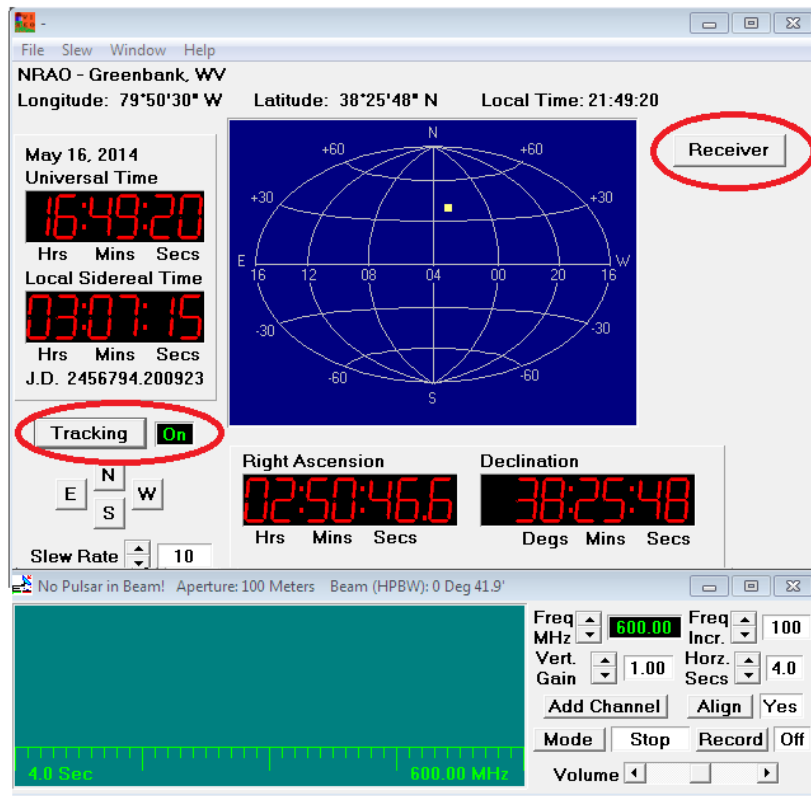 -
File Slew Window Help
NRAO - Greenbank, WV
Longitude: 79°50'30" W Latitude: 38°25'48" N Local Time: 21:49:20
May 16, 2014
Universal Time
16:49:20
Hrs Mins Secs
Local Sidereal Time
03:07:15
Hrs Mins Secs
J.D. 2456794.200923
N
+60 +60
+30 +30
E 16 12 08 04 00 20 16 W
-30 -30
-60 -60
S
Receiver
Tracking On
N
E W
S
Slew Rate 10
Right Ascension
02:50:46.6
Hrs Mins Secs
Declination
38:25:48
Degs Mins Secs
No Pulsar in Beam! Aperture: 100 Meters Beam (HPBW): 0 Deg 41.9'
4.0 Sec 600.00 MHz
Freq MHz 600.00 Freq Incr. 100
Vert. Gain 1.00 Horz. Secs 4.0
Add Channel Align Yes
Mode Stop Record Off
Volume